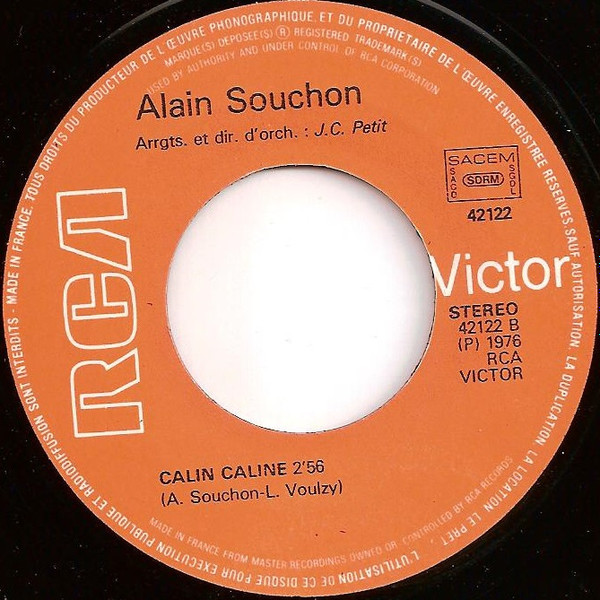 TOUS DROITS DU PRODUCTEUR DE L'ŒUVRE PHONOGRAPHIQUE, ET DU PROPRIETAIRE DE L'ŒUVRE ENREGISTREE RESERVES. SAUF AUTORISATION, LA DUPLICATION, LA LOCATION, LE PRET, L'UTILISATION DE CE DISQUE POUR EXECUTION PUBLIQUE ET RADIODIFFUSION SONT INTERDITS - MADE IN FRANCE.
MARQUE(S) DEPOSEE(S) ® REGISTERED TRADEMARK(S)
USED BY AUTHORITY AND UNDER CONTROL OF RCA CORPORATION
Alain Souchon
Arrgts. et dir. d'orch. : J.C. Petit
SACEM
SACD
SDRM
SGDL
42122
RCA
Victor
STEREO
42122 B
(P) 1976
RCA
VICTOR
CALIN CALINE 2'56
(A. Souchon-L. Voulzy)
MADE IN FRANCE FROM MASTER RECORDINGS OWNED OR CONTROLLED BY RCA RECORDS